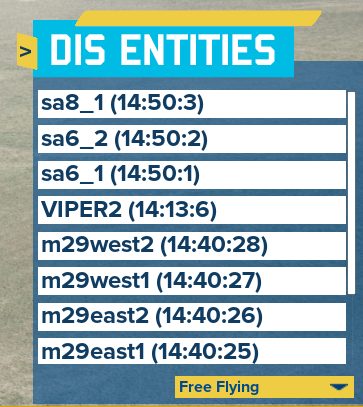 >
DIS ENTITIES
sa8_1 (14:50:3)
sa6_2 (14:50:2)
sa6_1 (14:50:1)
VIPER2 (14:13:6)
m29west2 (14:40:28)
m29west1 (14:40:27)
m29east2 (14:40:26)
m29east1 (14:40:25)
Free Flying